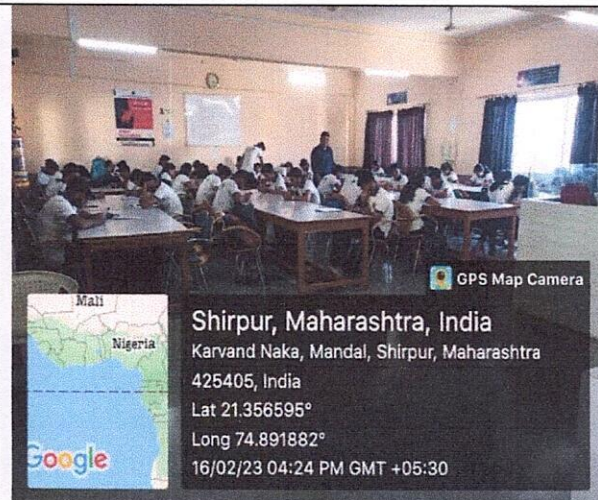 GPS Map Camera
Mali
Nigeria
Google
Shirpur, Maharashtra, India
Karvand Naka, Mandal, Shirpur, Maharashtra
425405, India
Lat 21.356595°
Long 74.891882°
16/02/23 04:24 PM GMT +05:30